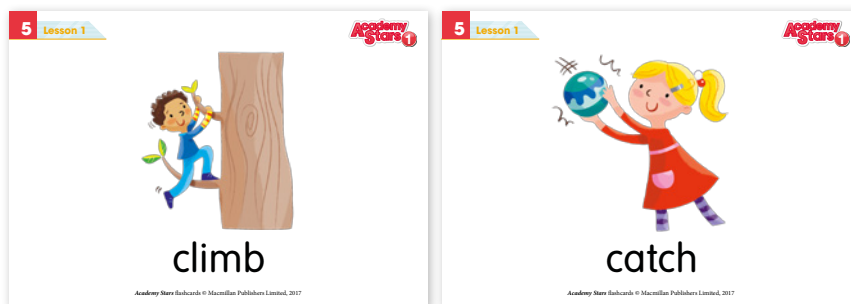 5 Lesson 1
Academy
Stars 1
climb
Academy Stars flashcards © Macmillan Publishers Limited, 2017
5 Lesson 1
Academy
Stars 1
catch
Academy Stars flashcards © Macmillan Publishers Limited, 2017